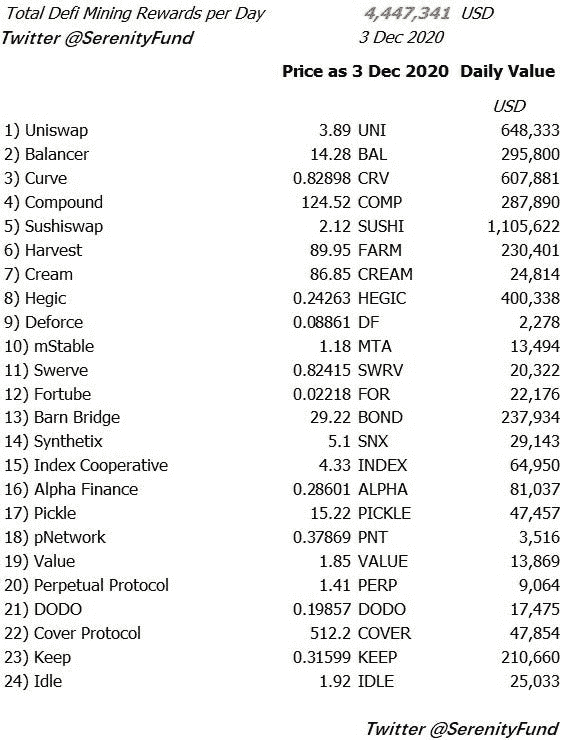 Total Defi Mining Rewards per Day 4,447,341 USD
Twitter @SerenityFund 3 Dec 2020
Price as 3 Dec 2020 Daily Value
USD
1) Uniswap 3.89 UNI 648,333
2) Balancer 14.28 BAL 295,800
3) Curve 0.82898 CRV 607,881
4) Compound 124.52 COMP 287,890
5) Sushiswap 2.12 SUSHI 1,105,622
6) Harvest 89.95 FARM 230,401
7) Cream 86.85 CREAM 24,814
8) Hegic 0.24263 HEGIC 400,338
9) Deforce 0.08861 DF 2,278
10) mStable 1.18 MTA 13,494
11) Swerve 0.82415 SWRV 20,322
12) Fortube 0.02218 FOR 22,176
13) Barn Bridge 29.22 BOND 237,934
14) Synthetix 5.1 SNX 29,143
15) Index Cooperative 4.33 INDEX 64,950
16) Alpha Finance 0.28601 ALPHA 81,037
17) Pickle 15.22 PICKLE 47,457
18) pNetwork 0.37869 PNT 3,516
19) Value 1.85 VALUE 13,869
20) Perpetual Protocol 1.41 PERP 9,064
21) DODO 0.19857 DODO 17,475
22) Cover Protocol 512.2 COVER 47,854
23) Keep 0.31599 KEEP 210,660
24) Idle 1.92 IDLE 25,033
Twitter @SerenityFund